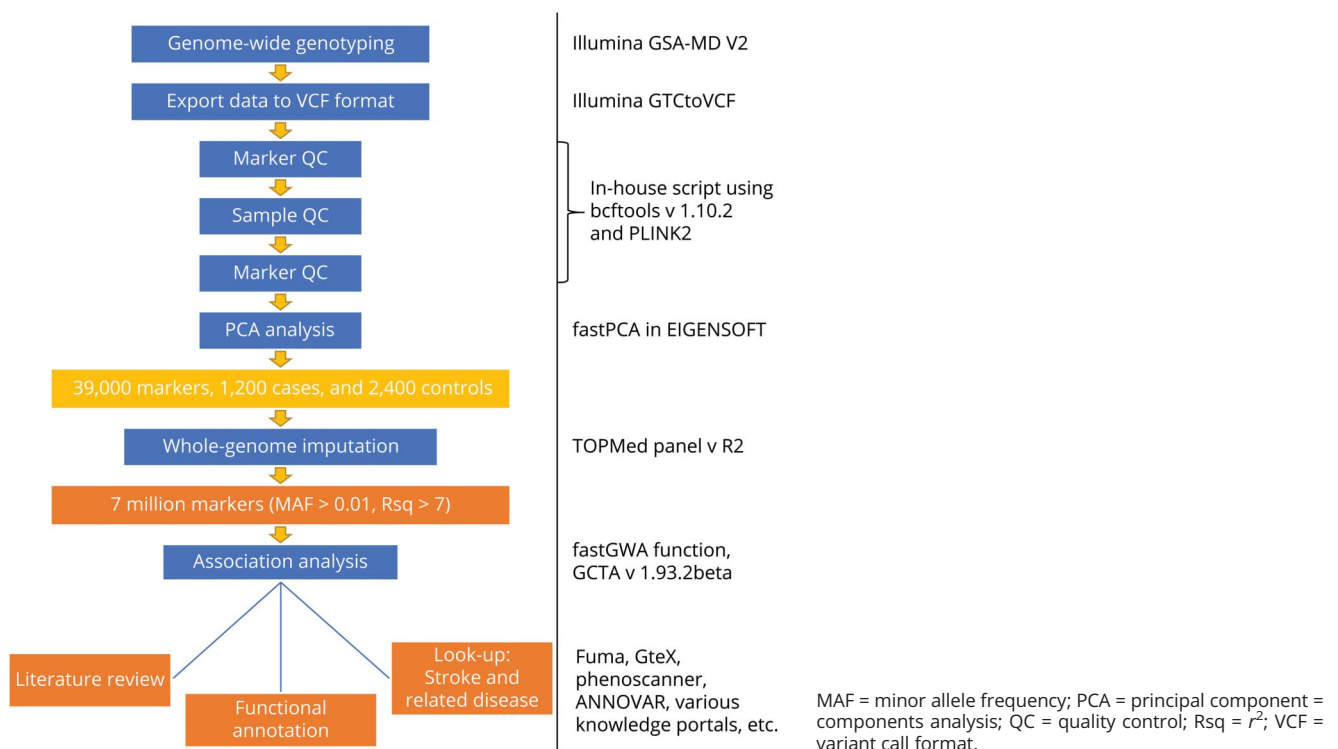 Genome-wide genotyping
Illumina GSA-MD V2
Export data to VCF format
Illumina GTCtoVCF
Marker QC
Sample QC
Marker QC
In-house script using
bcftools v 1.10.2
and PLINK2
PCA analysis
fastPCA in EIGENSOFT
39,000 markers, 1,200 cases, and 2,400 controls
Whole-genome imputation
TOPMed panel v R2
7 million markers (MAF > 0.01, Rsq > 7)
Association analysis
fastGWA function,
GCTA v 1.93.2beta
Literature review
Functional
annotation
Look-up:
Stroke and
related disease
Fuma, GteX,
phenoscanner,
ANNOVAR, various
knowledge portals, etc.
MAF = minor allele frequency; PCA = principal component =
components analysis; QC = quality control; Rsq = r²; VCF =
variant call format.